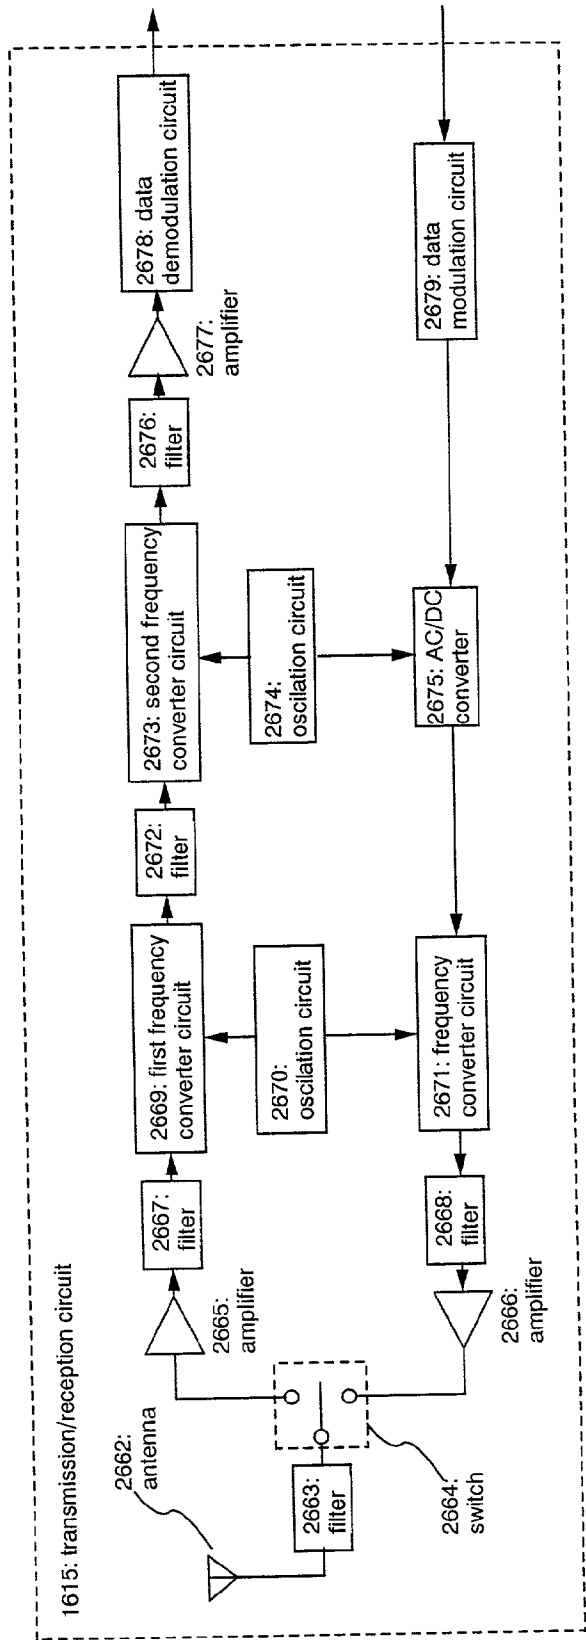 1615: transmission/reception circuit
2662:
antenna
2663:
filter
2664:
switch
2665:
amplifier
2667:
filter
2669: first frequency
converter circuit
2672:
filter
2673: second frequency
converter circuit
2676:
filter
2677:
amplifier
2678: data
demodulation circuit
2670:
oscilation circuit
2674:
oscilation circuit
2666:
amplifier
2668:
filter
2671: frequency
converter circuit
2675: AC/DC
converter
2679: data
modulation circuit